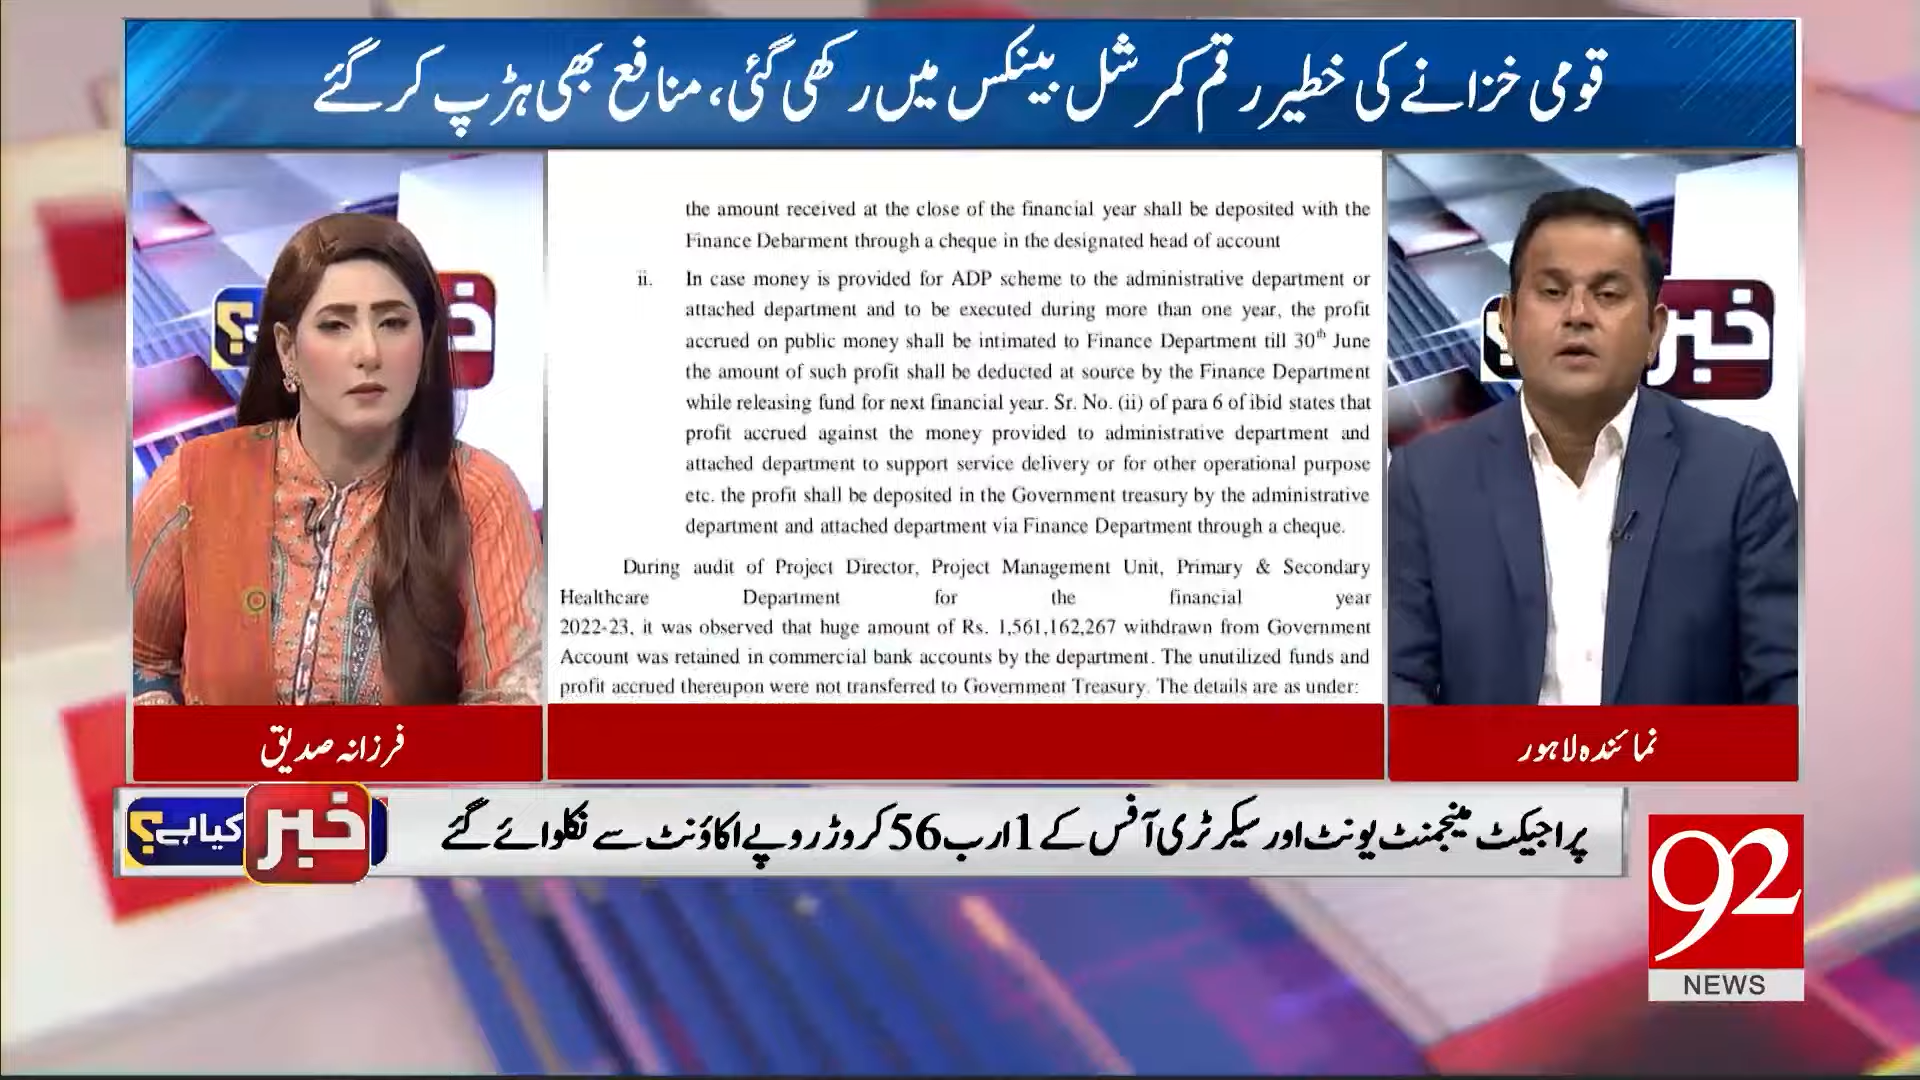 قومی خزانے کی خطیر رقم کمرشل بینکس میں رکھی گئی، منافع بھی ہڑپ کر گئے
the amount received at the close of the financial year shall be deposited with the
Finance Debarment through a cheque in the designated head of account
ii. In case money is provided for ADP scheme to the administrative department or
attached department and to be executed during more than one year, the profit
accrued on public money shall be intimated to Finance Department till 30th June
the amount of such profit shall be deducted at source by the Finance Department
while releasing fund for next financial year. Sr. No. (ii) of para 6 of ibid states that
profit accrued against the money provided to administrative department and
attached department to support service delivery or for other operational purpose
etc. the profit shall be deposited in the Government treasury by the administrative
department and attached department via Finance Department through a cheque.
During audit of Project Director, Project Management Unit, Primary & Secondary
Healthcare Department for the financial year
2022-23, it was observed that huge amount of Rs. 1,561,162,267 withdrawn from Government
Account was retained in commercial bank accounts by the department. The unutilized funds and
profit accrued thereupon were not transferred to Government Treasury. The details are as under:
؟
خبر
خبر
؟
فرزانہ صدیق
نمائندہ لاہور
خبر کیا ہے؟
پراجیکٹ مینجمنٹ یونٹ اور سیکرٹری آفس کے 1 ارب 56 کروڑ روپے اکاؤنٹ سے نکلوائے گئے
92
NEWS